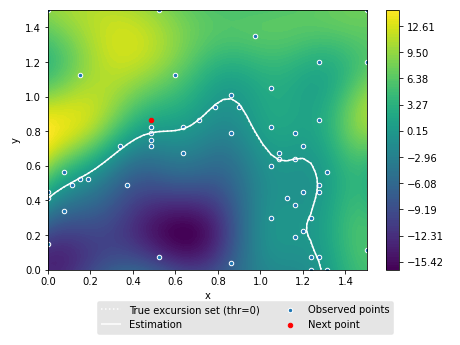 1.4
1.2
1.0
0.8
0.6
0.4
0.2
0.0
y
0.0 0.2 0.4 0.6 0.8 1.0 1.2 1.4
x
12.61
9.50
6.38
3.27
0.15
−2.96
−6.08
−9.19
−12.31
−15.42
True excursion set (thr=0)
Estimation
Observed points
Next point